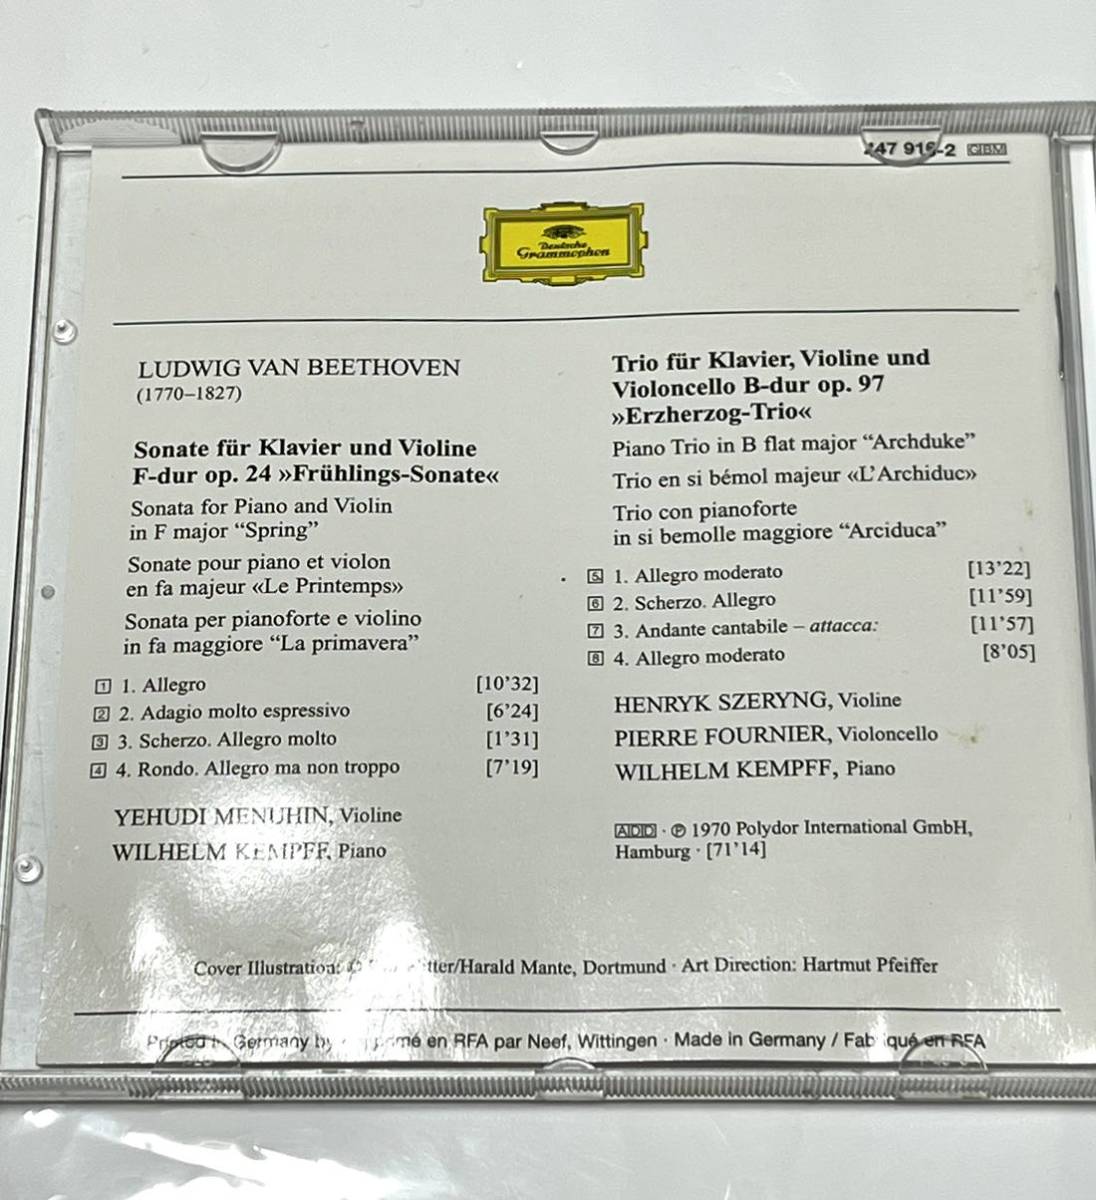 47 91 -2 GEMA
Deutsche
Grammophon
LUDWIG VAN BEETHOVEN
(1770–1827)
Sonate für Klavier und Violine
F-dur op. 24 »Frühlings-Sonate«
Sonata for Piano and Violin
in F major “Spring”
Sonate pour piano et violon
en fa majeur «Le Printemps»
Sonata per pianoforte e violino
in fa maggiore “La primavera”
1 1. Allegro [10’32]
2 2. Adagio molto espressivo [6’24]
3 3. Scherzo. Allegro molto [1’31]
4 4. Rondo. Allegro ma non troppo [7’19]
YEHUDI MENUHIN, Violine
WILHELM KEMPFF, Piano
Trio für Klavier, Violine und
Violoncello B-dur op. 97
»Erzherzog-Trio«
Piano Trio in B flat major “Archduke”
Trio en si bémol majeur «L’Archiduc»
Trio con pianoforte
in si bemolle maggiore “Arciduca”
5 1. Allegro moderato [13’22]
6 2. Scherzo. Allegro [11’59]
7 3. Andante cantabile – attacca: [11’57]
8 4. Allegro moderato [8’05]
HENRYK SZERYNG, Violine
PIERRE FOURNIER, Violoncello
WILHELM KEMPFF, Piano
ADD · ℗ 1970 Polydor International GmbH,
Hamburg · [71’14]
Cover Illustration: © /Harald Mante, Dortmund · Art Direction: Hartmut Pfeiffer
Printed in Germany by en RFA par Neef, Wittingen · Made in Germany / Fabriqué en RFA